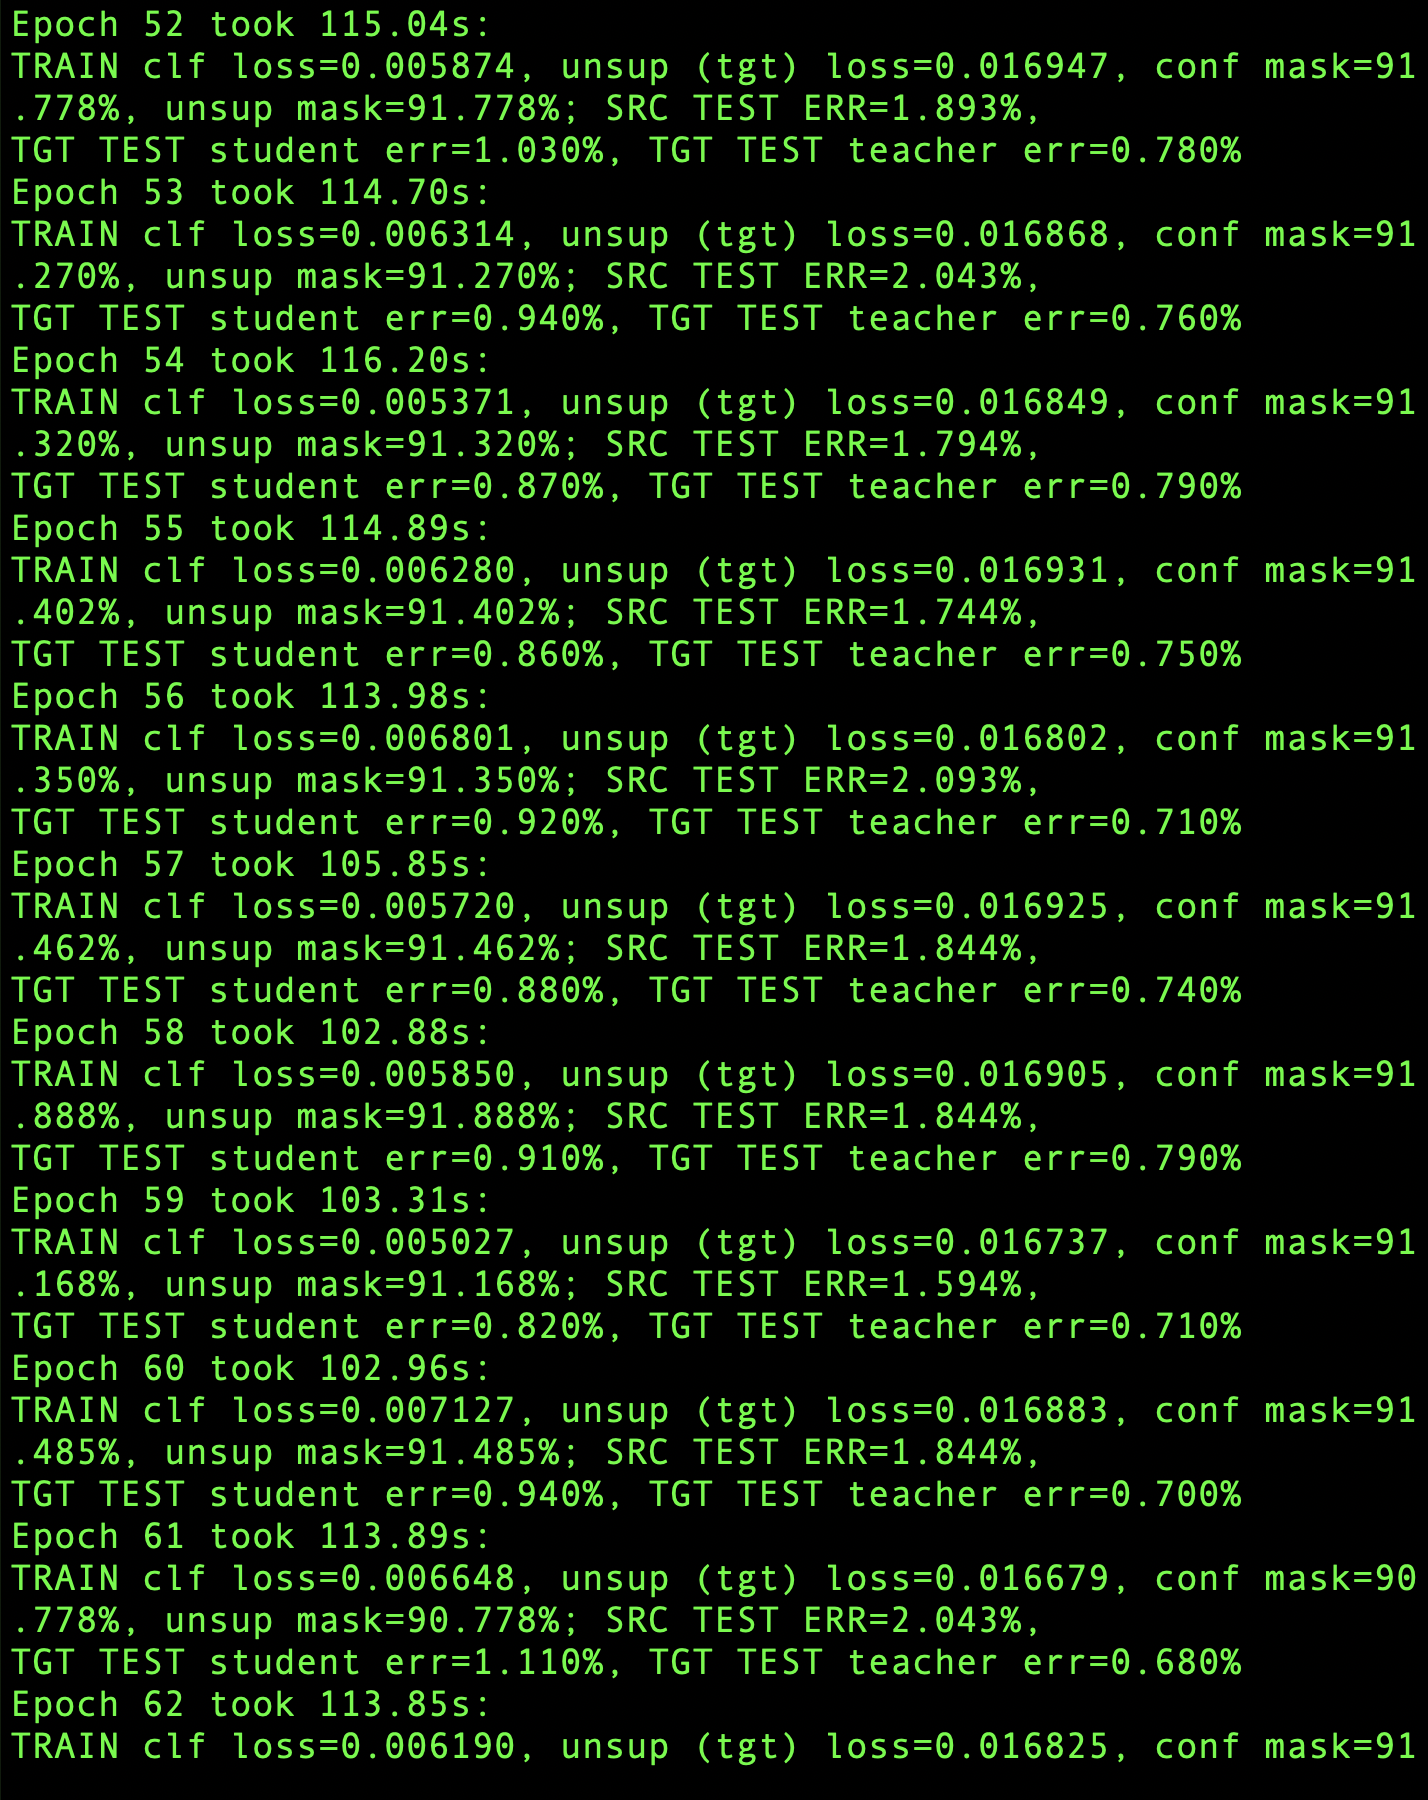 Epoch 52 took 115.04s:
TRAIN clf loss=0.005874, unsup (tgt) loss=0.016947, conf mask=91
.778%, unsup mask=91.778%; SRC TEST ERR=1.893%,
TGT TEST student err=1.030%, TGT TEST teacher err=0.780%
Epoch 53 took 114.70s:
TRAIN clf loss=0.006314, unsup (tgt) loss=0.016868, conf mask=91
.270%, unsup mask=91.270%; SRC TEST ERR=2.043%,
TGT TEST student err=0.940%, TGT TEST teacher err=0.760%
Epoch 54 took 116.20s:
TRAIN clf loss=0.005371, unsup (tgt) loss=0.016849, conf mask=91
.320%, unsup mask=91.320%; SRC TEST ERR=1.794%,
TGT TEST student err=0.870%, TGT TEST teacher err=0.790%
Epoch 55 took 114.89s:
TRAIN clf loss=0.006280, unsup (tgt) loss=0.016931, conf mask=91
.402%, unsup mask=91.402%; SRC TEST ERR=1.744%,
TGT TEST student err=0.860%, TGT TEST teacher err=0.750%
Epoch 56 took 113.98s:
TRAIN clf loss=0.006801, unsup (tgt) loss=0.016802, conf mask=91
.350%, unsup mask=91.350%; SRC TEST ERR=2.093%,
TGT TEST student err=0.920%, TGT TEST teacher err=0.710%
Epoch 57 took 105.85s:
TRAIN clf loss=0.005720, unsup (tgt) loss=0.016925, conf mask=91
.462%, unsup mask=91.462%; SRC TEST ERR=1.844%,
TGT TEST student err=0.880%, TGT TEST teacher err=0.740%
Epoch 58 took 102.88s:
TRAIN clf loss=0.005850, unsup (tgt) loss=0.016905, conf mask=91
.888%, unsup mask=91.888%; SRC TEST ERR=1.844%,
TGT TEST student err=0.910%, TGT TEST teacher err=0.790%
Epoch 59 took 103.31s:
TRAIN clf loss=0.005027, unsup (tgt) loss=0.016737, conf mask=91
.168%, unsup mask=91.168%; SRC TEST ERR=1.594%,
TGT TEST student err=0.820%, TGT TEST teacher err=0.710%
Epoch 60 took 102.96s:
TRAIN clf loss=0.007127, unsup (tgt) loss=0.016883, conf mask=91
.485%, unsup mask=91.485%; SRC TEST ERR=1.844%,
TGT TEST student err=0.940%, TGT TEST teacher err=0.700%
Epoch 61 took 113.89s:
TRAIN clf loss=0.006648, unsup (tgt) loss=0.016679, conf mask=90
.778%, unsup mask=90.778%; SRC TEST ERR=2.043%,
TGT TEST student err=1.110%, TGT TEST teacher err=0.680%
Epoch 62 took 113.85s:
TRAIN clf loss=0.006190, unsup (tgt) loss=0.016825, conf mask=91